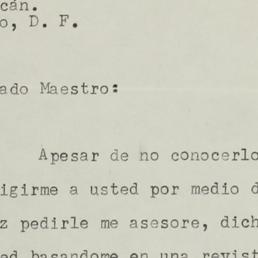 cán.
o, D. F.
ado Maestro:
Apesar de no conocerlo
igirme a usted por medio d
z pedirle me asesore, dich
ed basandome en una revist